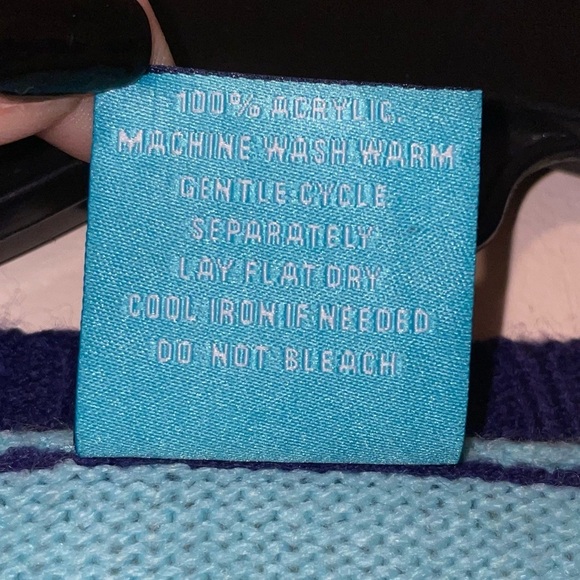 100% ACRYLIC.
MACHINE WASH WARM
GENTLE CYCLE
SEPARATELY
LAY FLAT DRY
COOL IRON IF NEEDED
DO NOT BLEACH